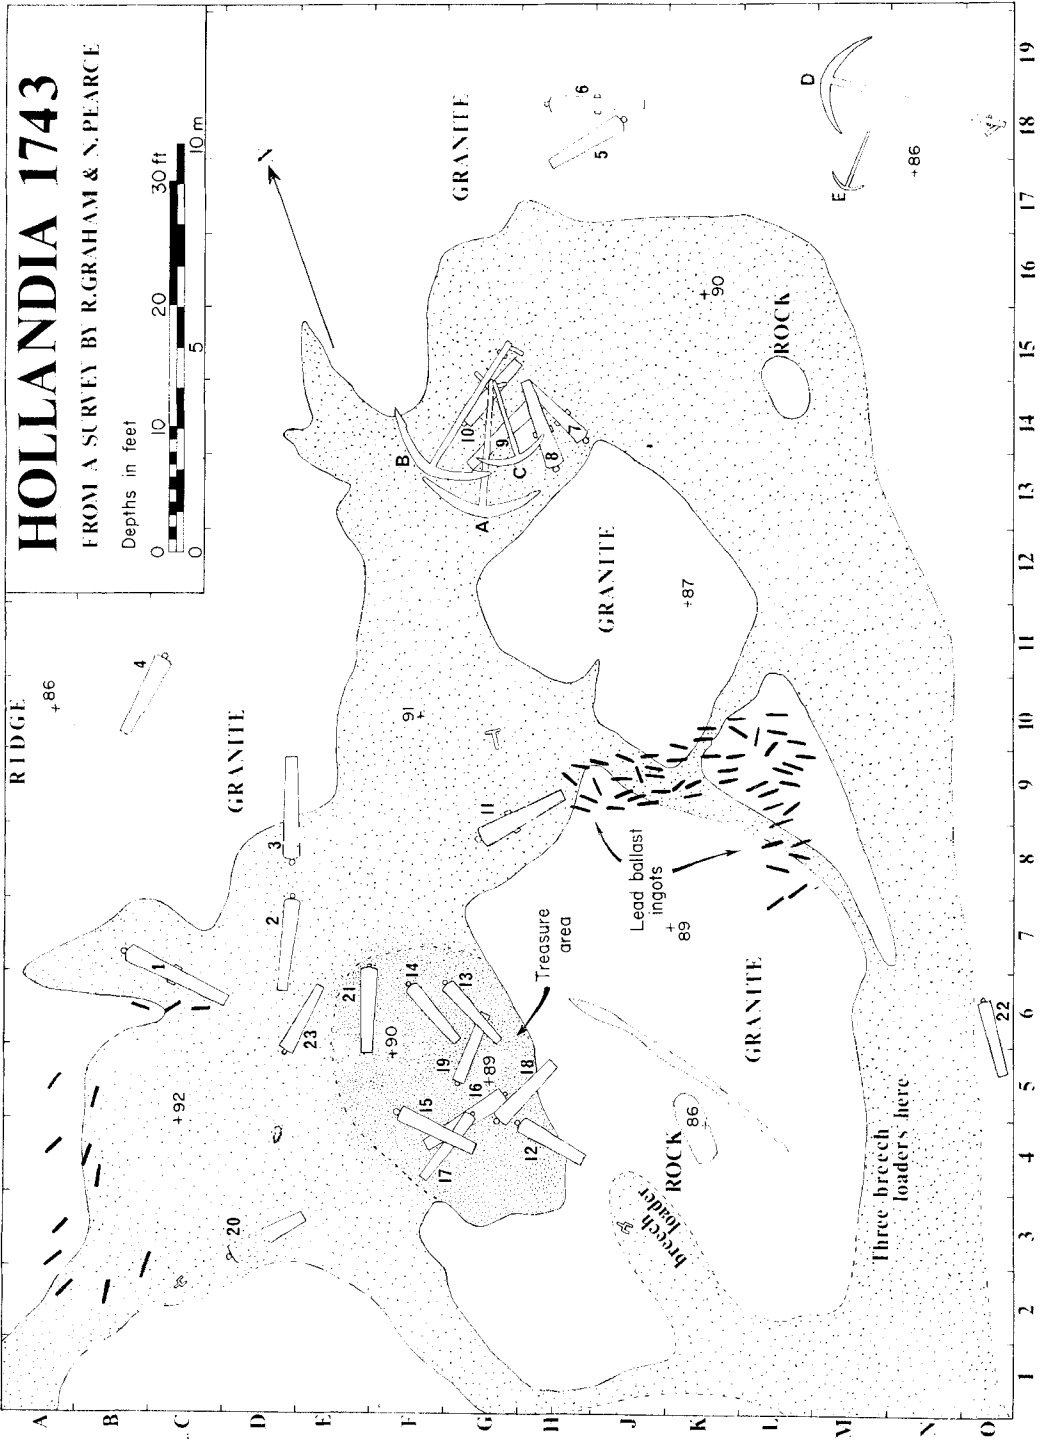 HOLLANDIA 1743
FROM A SURVEY BY R.GRAHAM & N.PEARCE
Depths in feet
0 10 20 30 ft
0 5 10 m
N
RIDGE
+86
4
GRANITE
3
2
1
+92
23
21
+90
14
13
19
+89
16
15
17
18
12
20
Treasure
area
91
+
11
B
10
9
C
A
8
7
GRANITE
5
6
D
E
+86
+
90
ROCK
GRANITE
+87
Lead ballast
ingots
+
89
GRANITE
86
ROCK
breech
loader
Three breech
loaders here
22
A B C D E F G H J K L M N O
1 2 3 4 5 6 7 8 9 10 11 12 13 14 15 16 17 18 19